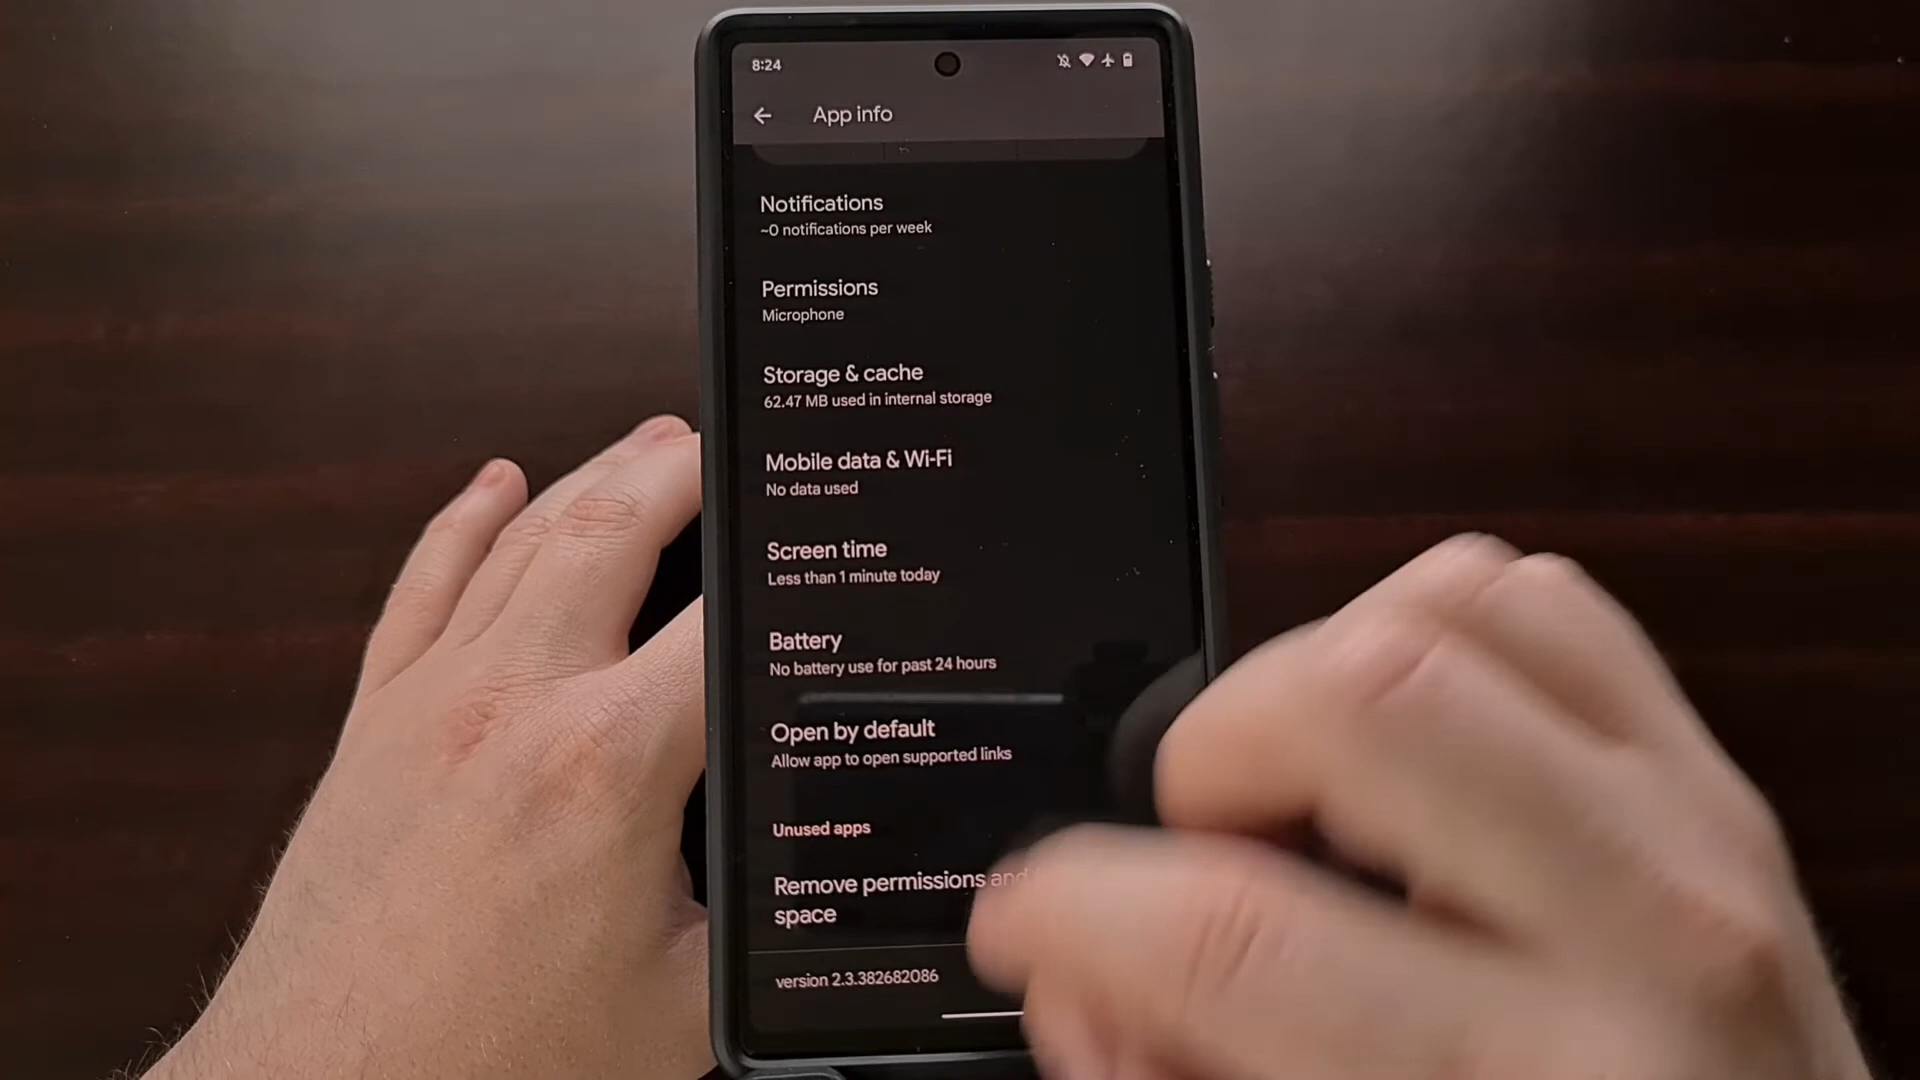 8:24
App info
Notifications
~0 notifications per week
Permissions
Microphone
Storage & cache
62.47 MB used in internal storage
Mobile data & Wi-Fi
No data used
Screen time
Less than 1 minute today
Battery
No battery use for past 24 hours
Open by default
Allow app to open supported links
Unused apps
Remove permissions and
space
version 2.3.382682086